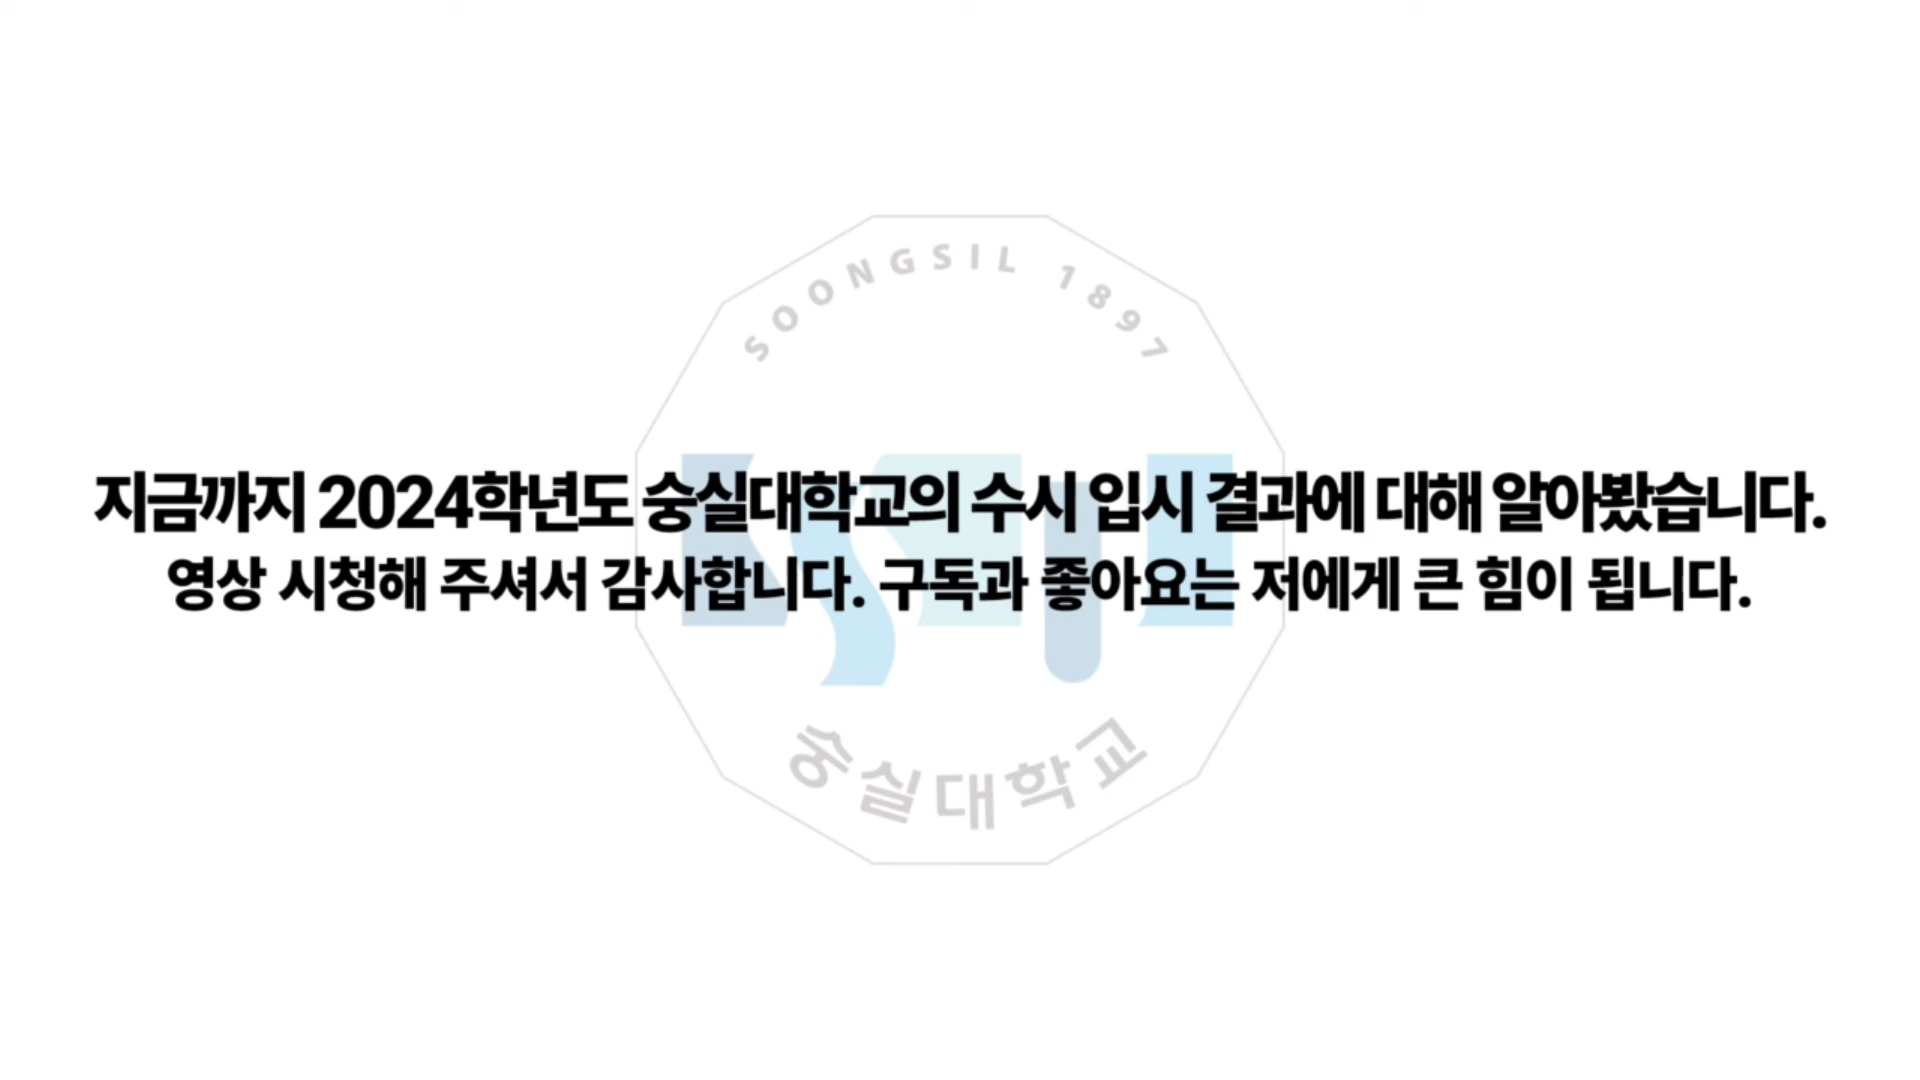 SOONGSIL 1897
지금까지 2024학년도 숭실대학교의 수시 입시 결과에 대해 알아봤습니다.
영상 시청해 주셔서 감사합니다. 구독과 좋아요는 저에게 큰 힘이 됩니다.
숭실대학교